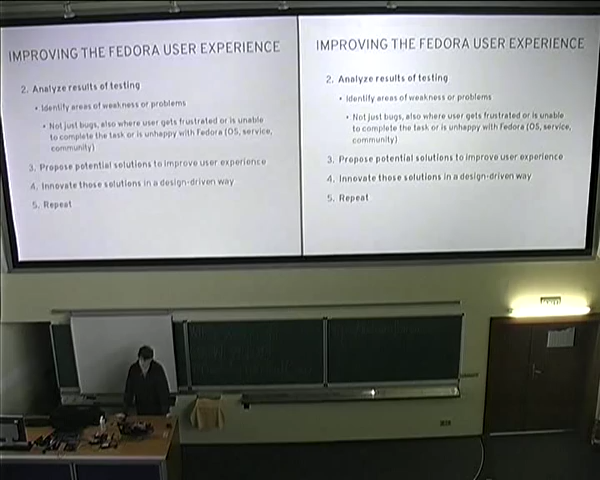 IMPROVING THE FEDORA USER EXPERIENCE
2. Analyze results of testing
• Identify areas of weakness or problems
• Not just bugs, also where user gets frustrated or is unable
to complete the task or is unhappy with Fedora (OS, service,
community)
3. Propose potential solutions to improve user experience
4. Innovate those solutions in a design-driven way
5. Repeat
IMPROVING THE FEDORA USER EXPERIENCE
2. Analyze results of testing
• Identify areas of weakness or problems
• Not just bugs, also where user gets frustrated or is unable
to complete the task or is unhappy with Fedora (OS, service,
community)
3. Propose potential solutions to improve user experience
4. Innovate those solutions in a design-driven way
5. Repeat